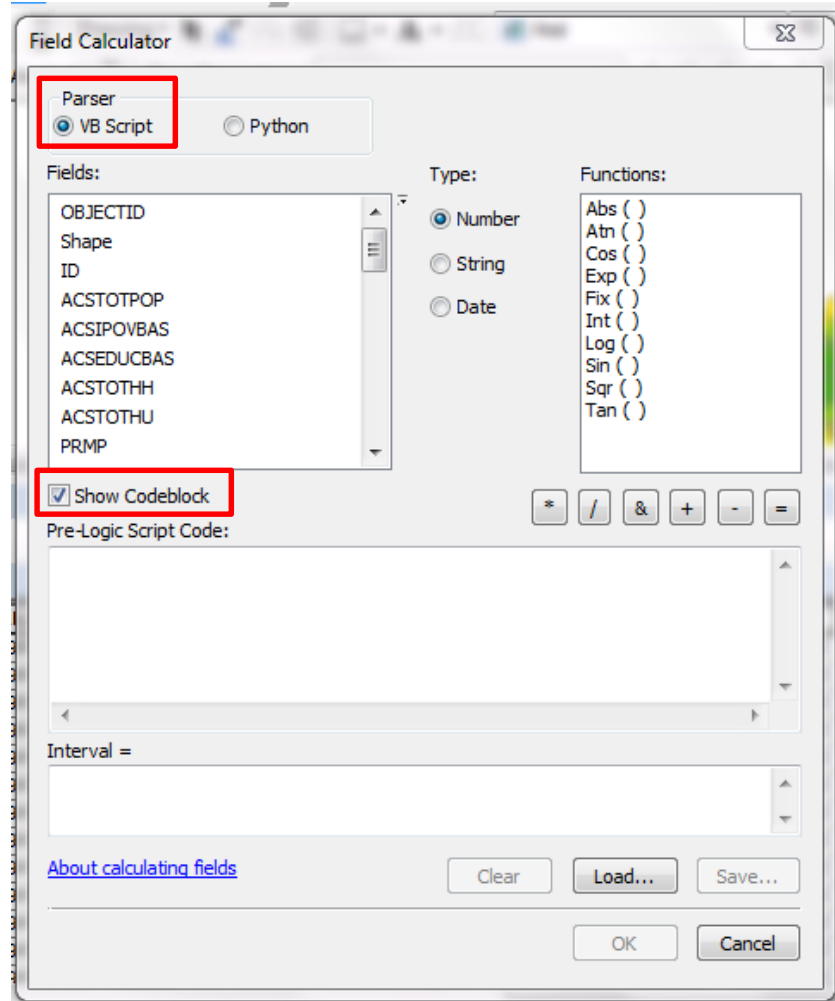 Field Calculator
Parser
VB Script
Python
Fields:
Type:
Functions:
OBJECTID
Shape
ID
ACSTOTPOP
ACSIPOVBAS
ACSEDUCBAS
ACSTOTHH
ACSTOTHU
PRMP
Number
String
Date
Abs ( )
Atn ( )
Cos ( )
Exp ( )
Fix ( )
Int ( )
Log ( )
Sin ( )
Sqr ( )
Tan ( )
Show Codeblock
* / & + - =
Pre-Logic Script Code:
Interval =
About calculating fields
Clear
Load...
Save...
OK
Cancel